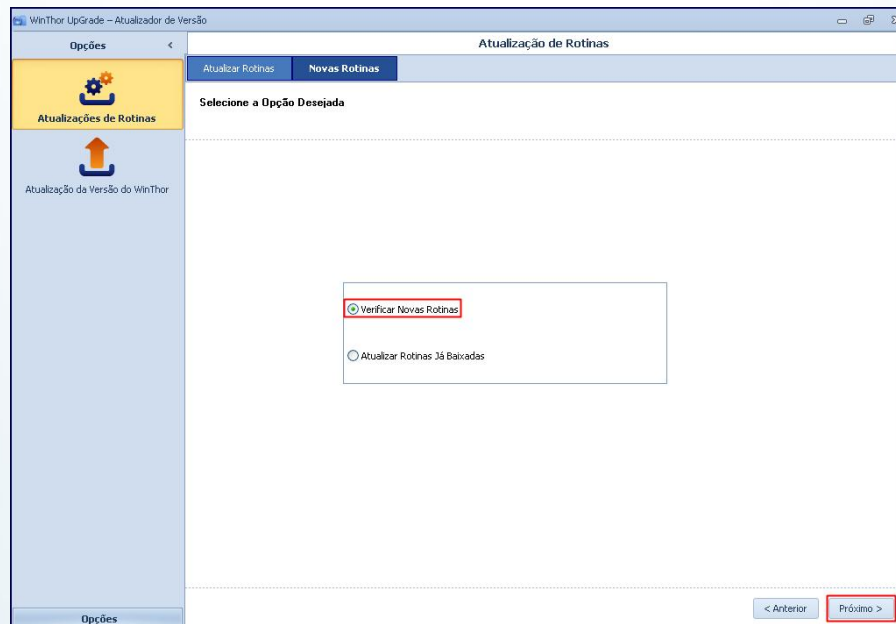 WinThor UpGrade – Atualizador de Versão
Opções <
Atualização de Rotinas
Atualizar Rotinas Novas Rotinas
Selecione a Opção Desejada
Atualizações de Rotinas
Atualização da Versão do WinThor
Verificar Novas Rotinas
Atualizar Rotinas Já Baixadas
< Anterior Próximo >
Opções